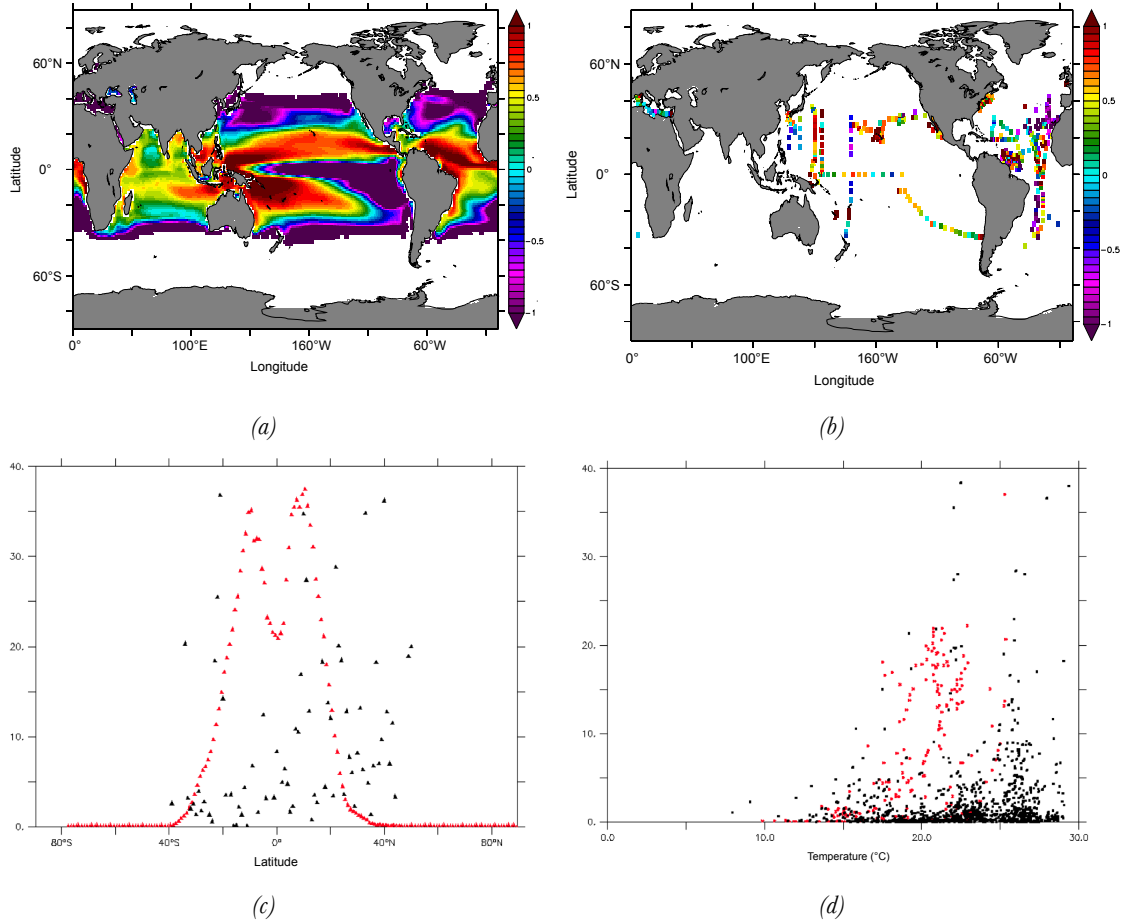 1
0.5
0
-0.5
-1
60°N
0°
60°S
Latitude
0°
100°E
160°W
60°W
Longitude
(a)
1
0.5
0
-0.5
-1
60°N
0°
60°S
Latitude
0°
100°E
160°W
60°W
Longitude
(b)
40.
30.
20.
10.
0.
80°S
40°S
0°
40°N
80°N
Latitude
(c)
40.
30.
20.
10.
0.
0.0
10.0
20.0
30.0
Temperature (°C)
(d)